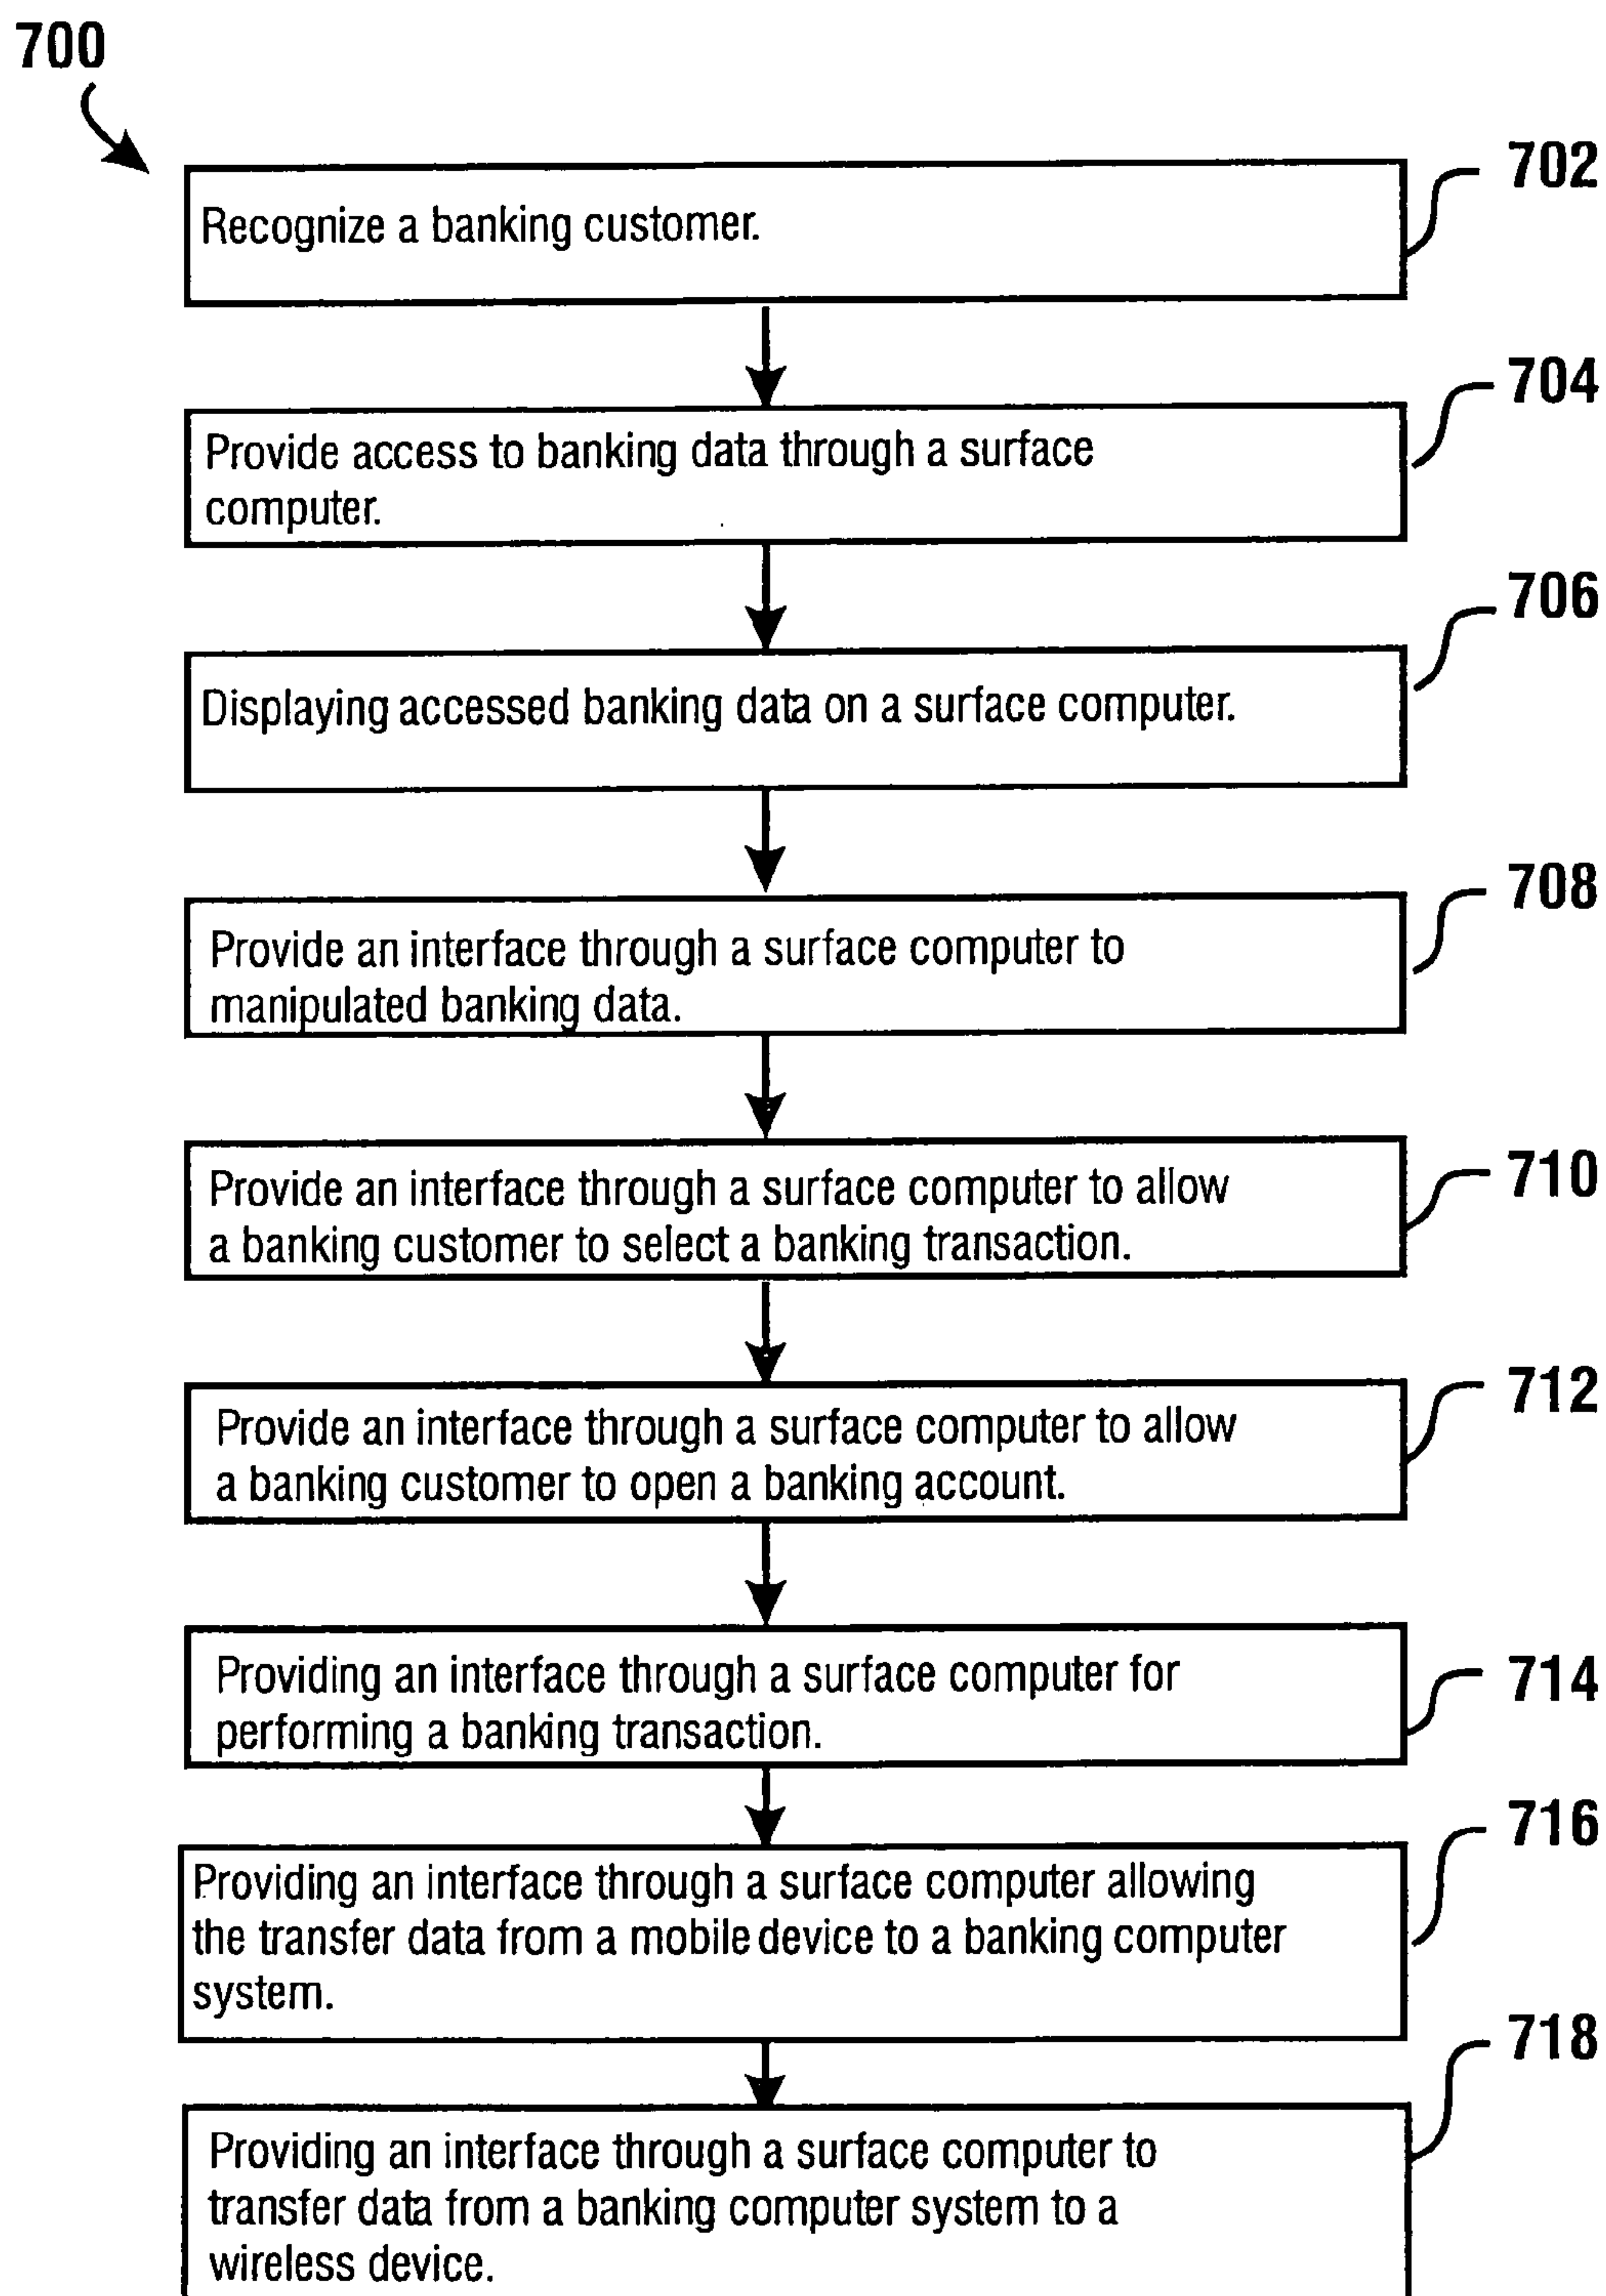 700
702
Recognize a banking customer.
704
Provide access to banking data through a surface
computer.
706
Displaying accessed banking data on a surface computer.
708
Provide an interface through a surface computer to
manipulated banking data.
710
Provide an interface through a surface computer to allow
a banking customer to select a banking transaction.
712
Provide an interface through a surface computer to allow
a banking customer to open a banking account.
714
Providing an interface through a surface computer for
performing a banking transaction.
716
Providing an interface through a surface computer allowing
the transfer data from a mobile device to a banking computer
system.
718
Providing an interface through a surface computer to
transfer data from a banking computer system to a
wireless device.